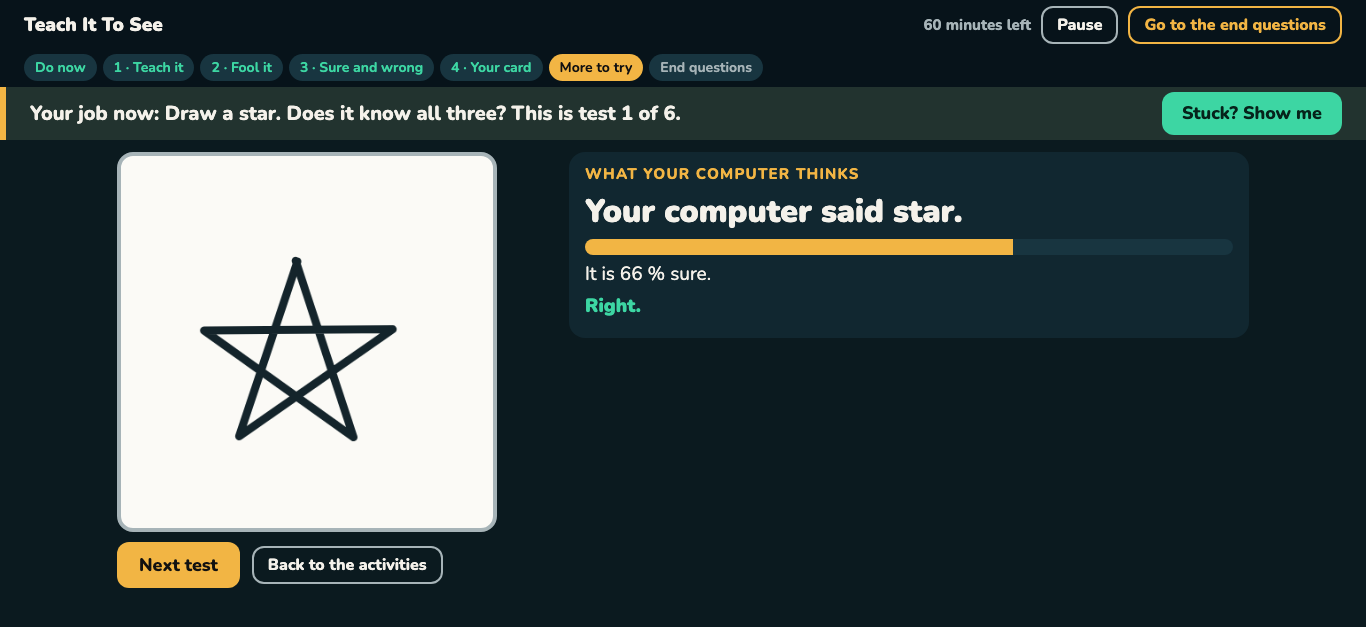 Teach It To See
60 minutes left
Pause
Go to the end questions
Do now
1 · Teach it
2 · Fool it
3 · Sure and wrong
4 · Your card
More to try
End questions
Your job now: Draw a star. Does it know all three? This is test 1 of 6.
Stuck? Show me
WHAT YOUR COMPUTER THINKS
Your computer said star.
It is 66 % sure.
Right.
Next test
Back to the activities